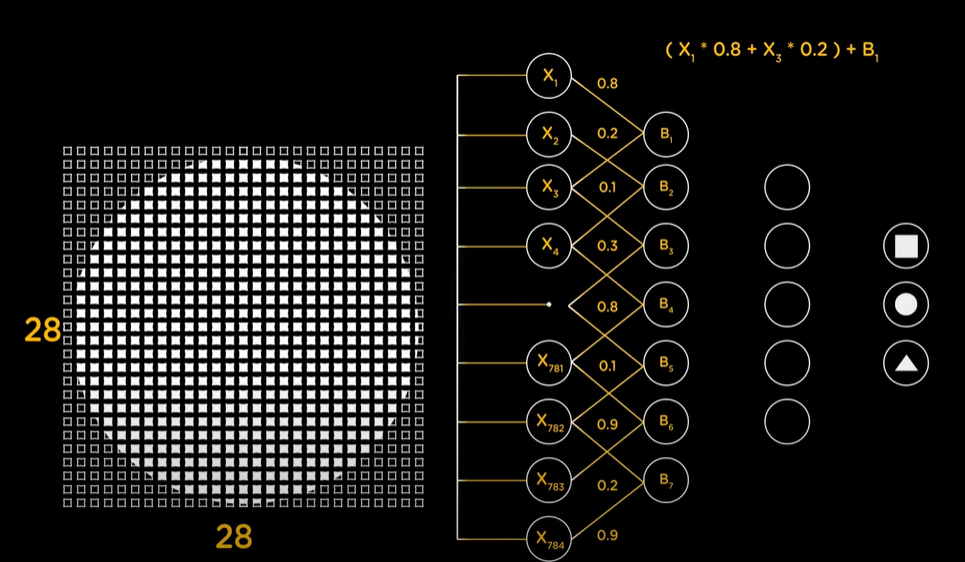 ( X₁ * 0.8 + X₃ * 0.2 ) + B₁
X₁
0.8
X₂
0.2
B₁
X₃
0.1
B₂
X₄
0.3
B₃
0.8
B₄
28
X₇₈₁
0.1
B₅
X₇₈₂
0.9
B₆
X₇₈₃
0.2
B₇
X₇₈₄
0.9
28